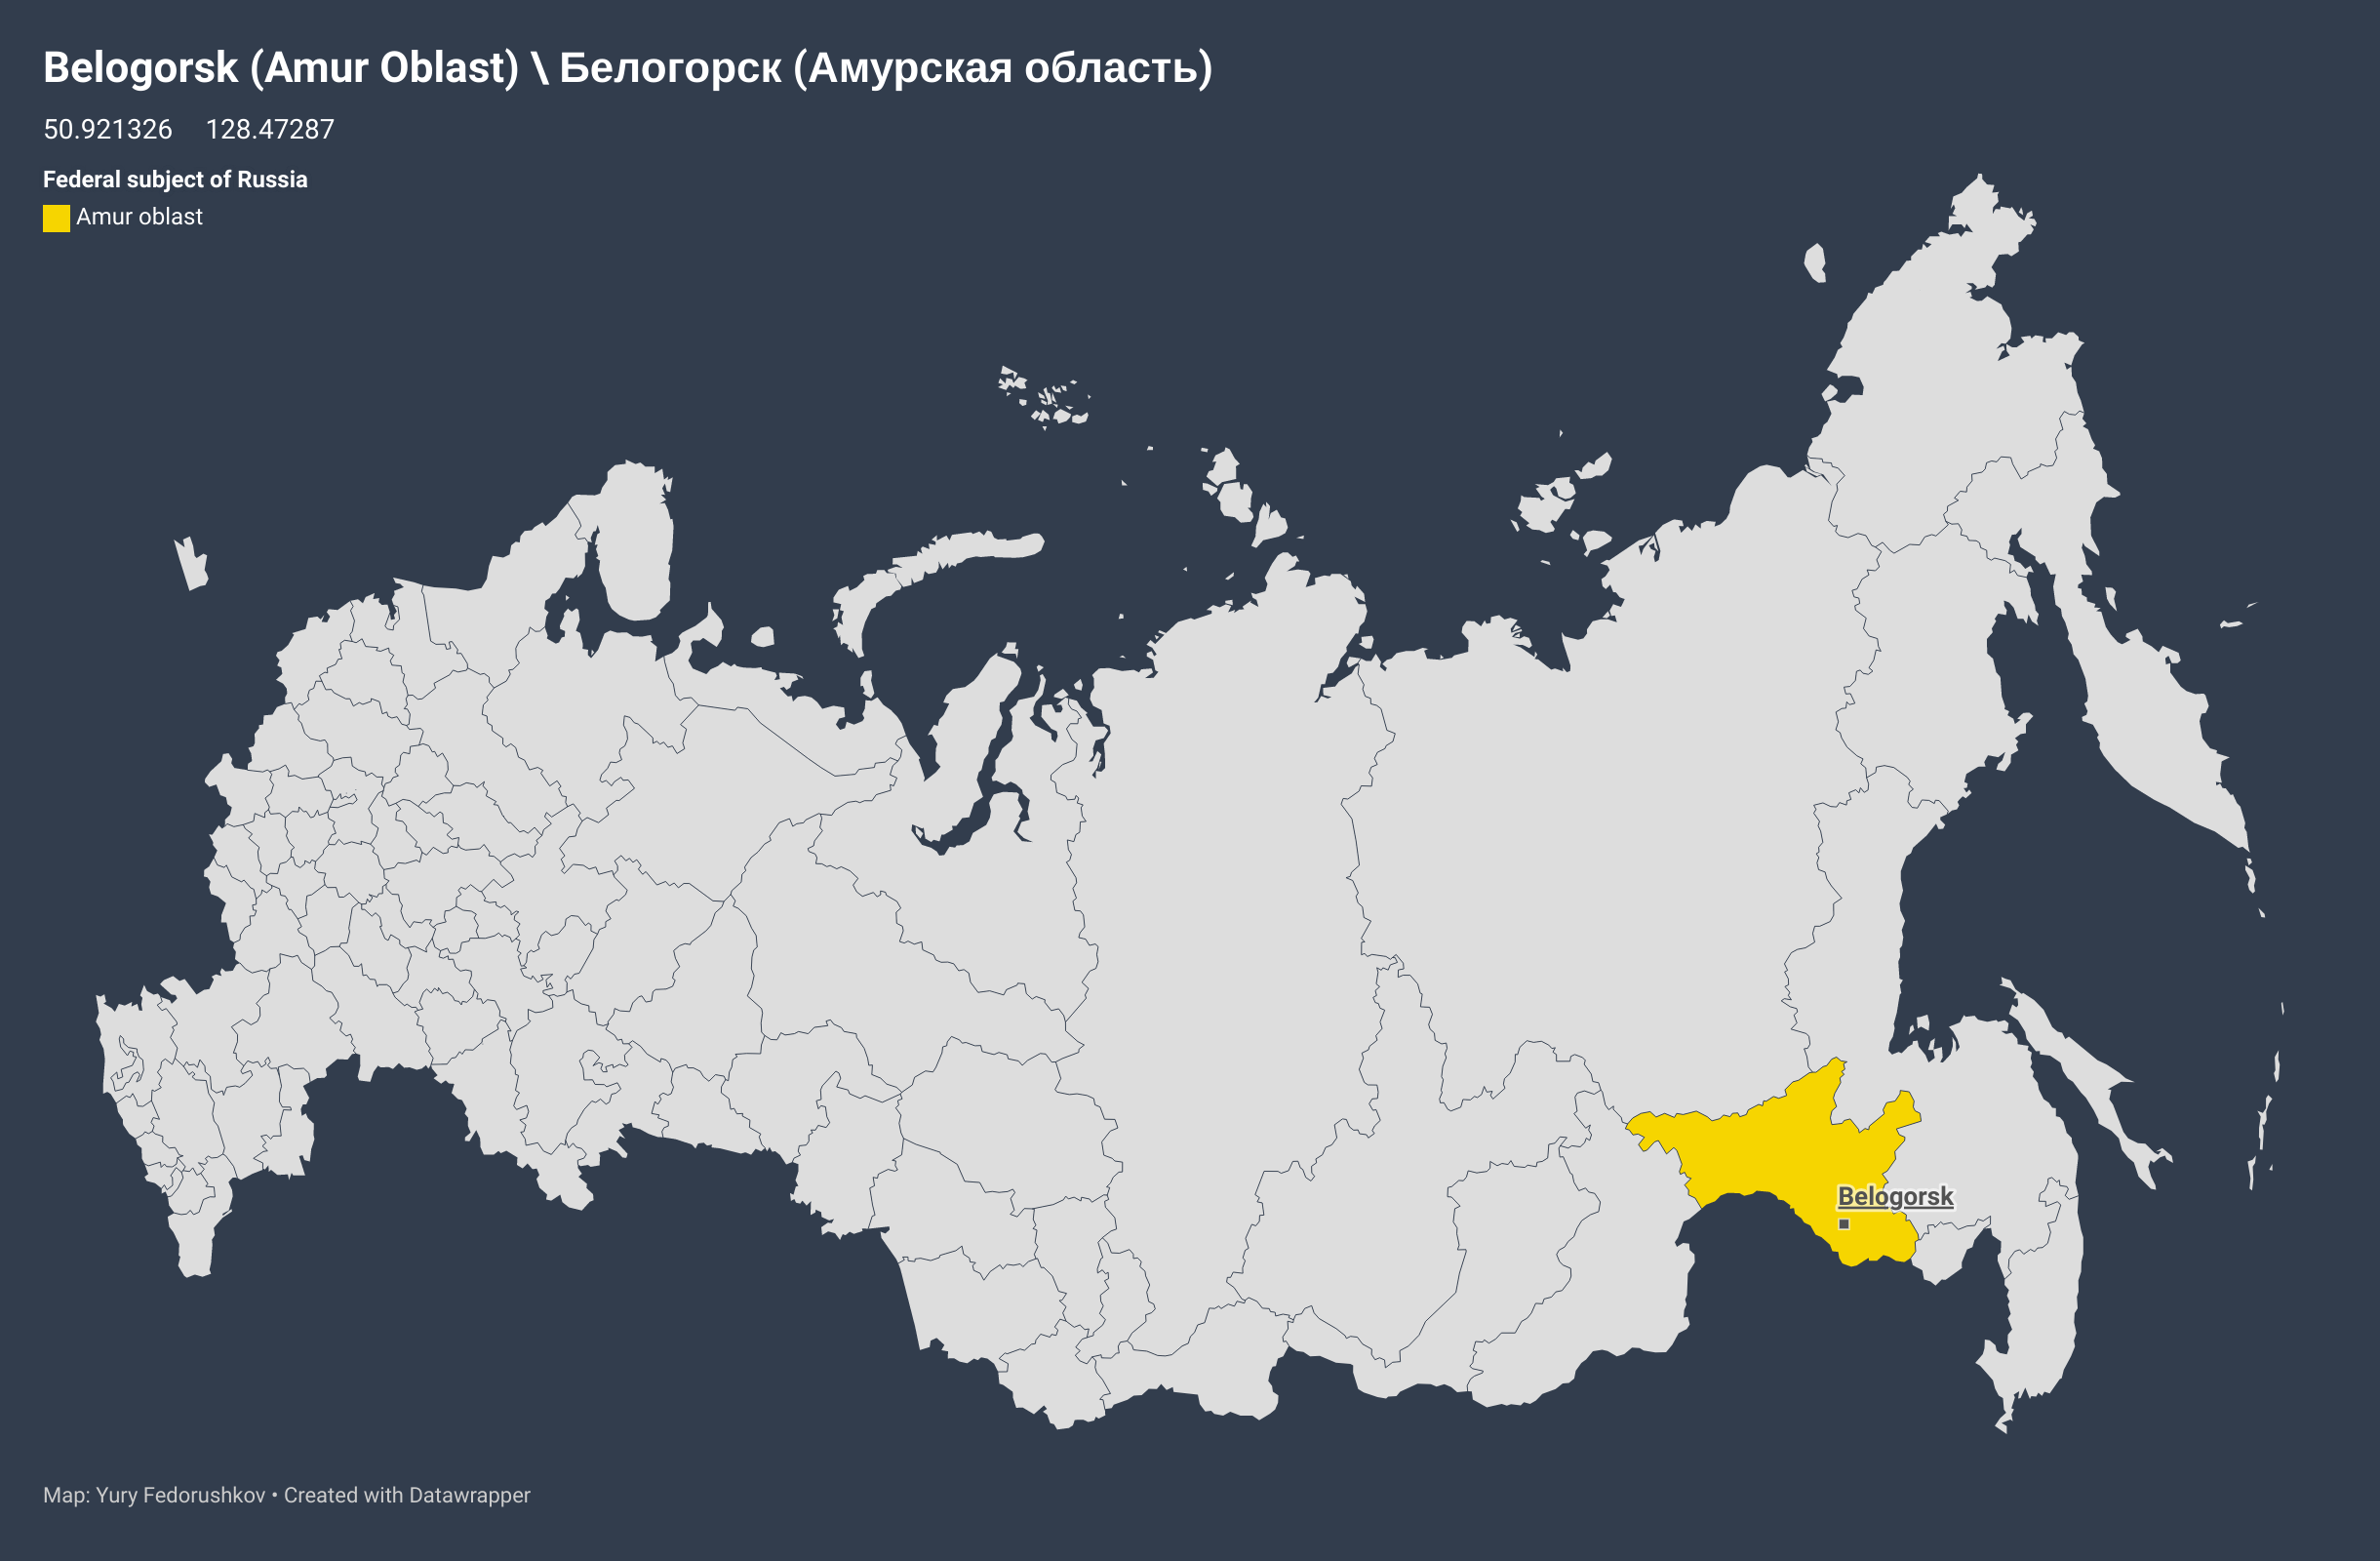 Belogorsk (Amur Oblast) \ Белогорск (Амурская область)
50.921326 128.47287
Federal subject of Russia
Amur oblast
Belogorsk
Map: Yury Fedorushkov • Created with Datawrapper